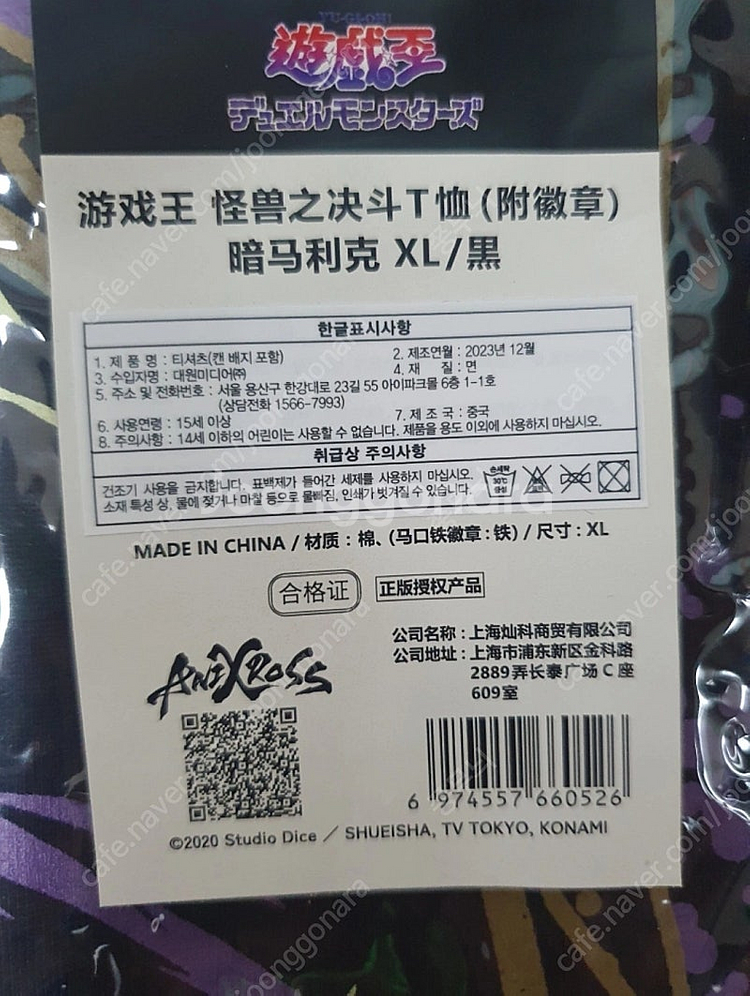 YU-GI-OH!
遊戯王
デュエルモンスターズ
游戏王 怪兽之决斗T恤(附徽章)
暗马利克 XL/黒
한글표시사항
1. 제 품 명 : 티셔츠(캔 배지 포함) 2. 제조연월 : 2023년 12월
3. 수입자명 : 대원미디어㈜ 4. 재 질 : 면
5. 주소 및 전화번호 : 서울 용산구 한강대로 23길 55 아이파크몰 6층 1-1호
(상담전화 1566-7993)
6. 사용연령 : 15세 이상 7. 제 조 국 : 중국
8. 주의사항 : 14세 이하의 어린이는 사용할 수 없습니다. 제품을 용도 이외에 사용하지 마십시오.
취급상 주의사항
건조기 사용을 금지합니다. 표백제가 들어간 세제를 사용하지 마십시오.
소재 특성 상, 물에 젖거나 마찰 등으로 물빠짐, 인쇄가 벗겨질 수 있습니다.
손세탁
30℃
중성
joonggonara
MADE IN CHINA / 材质 : 棉、(马口铁徽章 : 铁) / 尺寸 : XL
合格证 正版授权产品
公司名称 : 上海灿科商贸有限公司
公司地址 : 上海市浦东新区金科路
2889弄长泰广场 C 座
609室
ANIXROSS
6 974557 660526
©2020 Studio Dice / SHUEISHA, TV TOKYO, KONAMI
cafe.naver.com/joonggonara